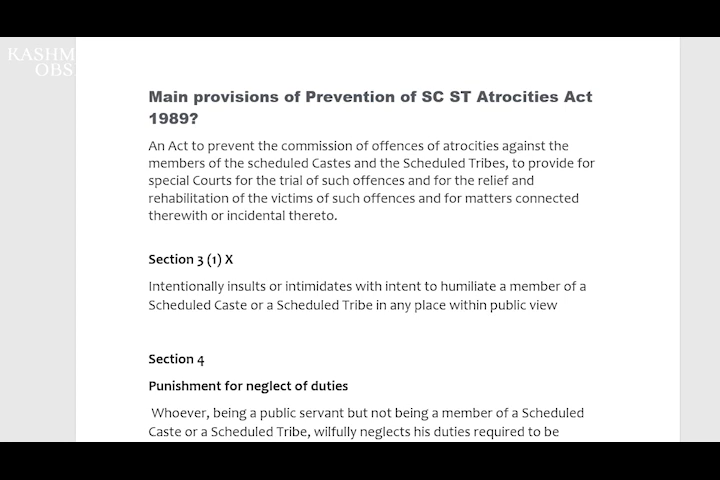 KASHM
OBS
Main provisions of Prevention of SC ST Atrocities Act
1989?
An Act to prevent the commission of offences of atrocities against the
members of the scheduled Castes and the Scheduled Tribes, to provide for
special Courts for the trial of such offences and for the relief and
rehabilitation of the victims of such offences and for matters connected
therewith or incidental thereto.
Section 3 (1) X
Intentionally insults or intimidates with intent to humiliate a member of a
Scheduled Caste or a Scheduled Tribe in any place within public view
Section 4
Punishment for neglect of duties
Whoever, being a public servant but not being a member of a Scheduled
Caste or a Scheduled Tribe, wilfully neglects his duties required to be